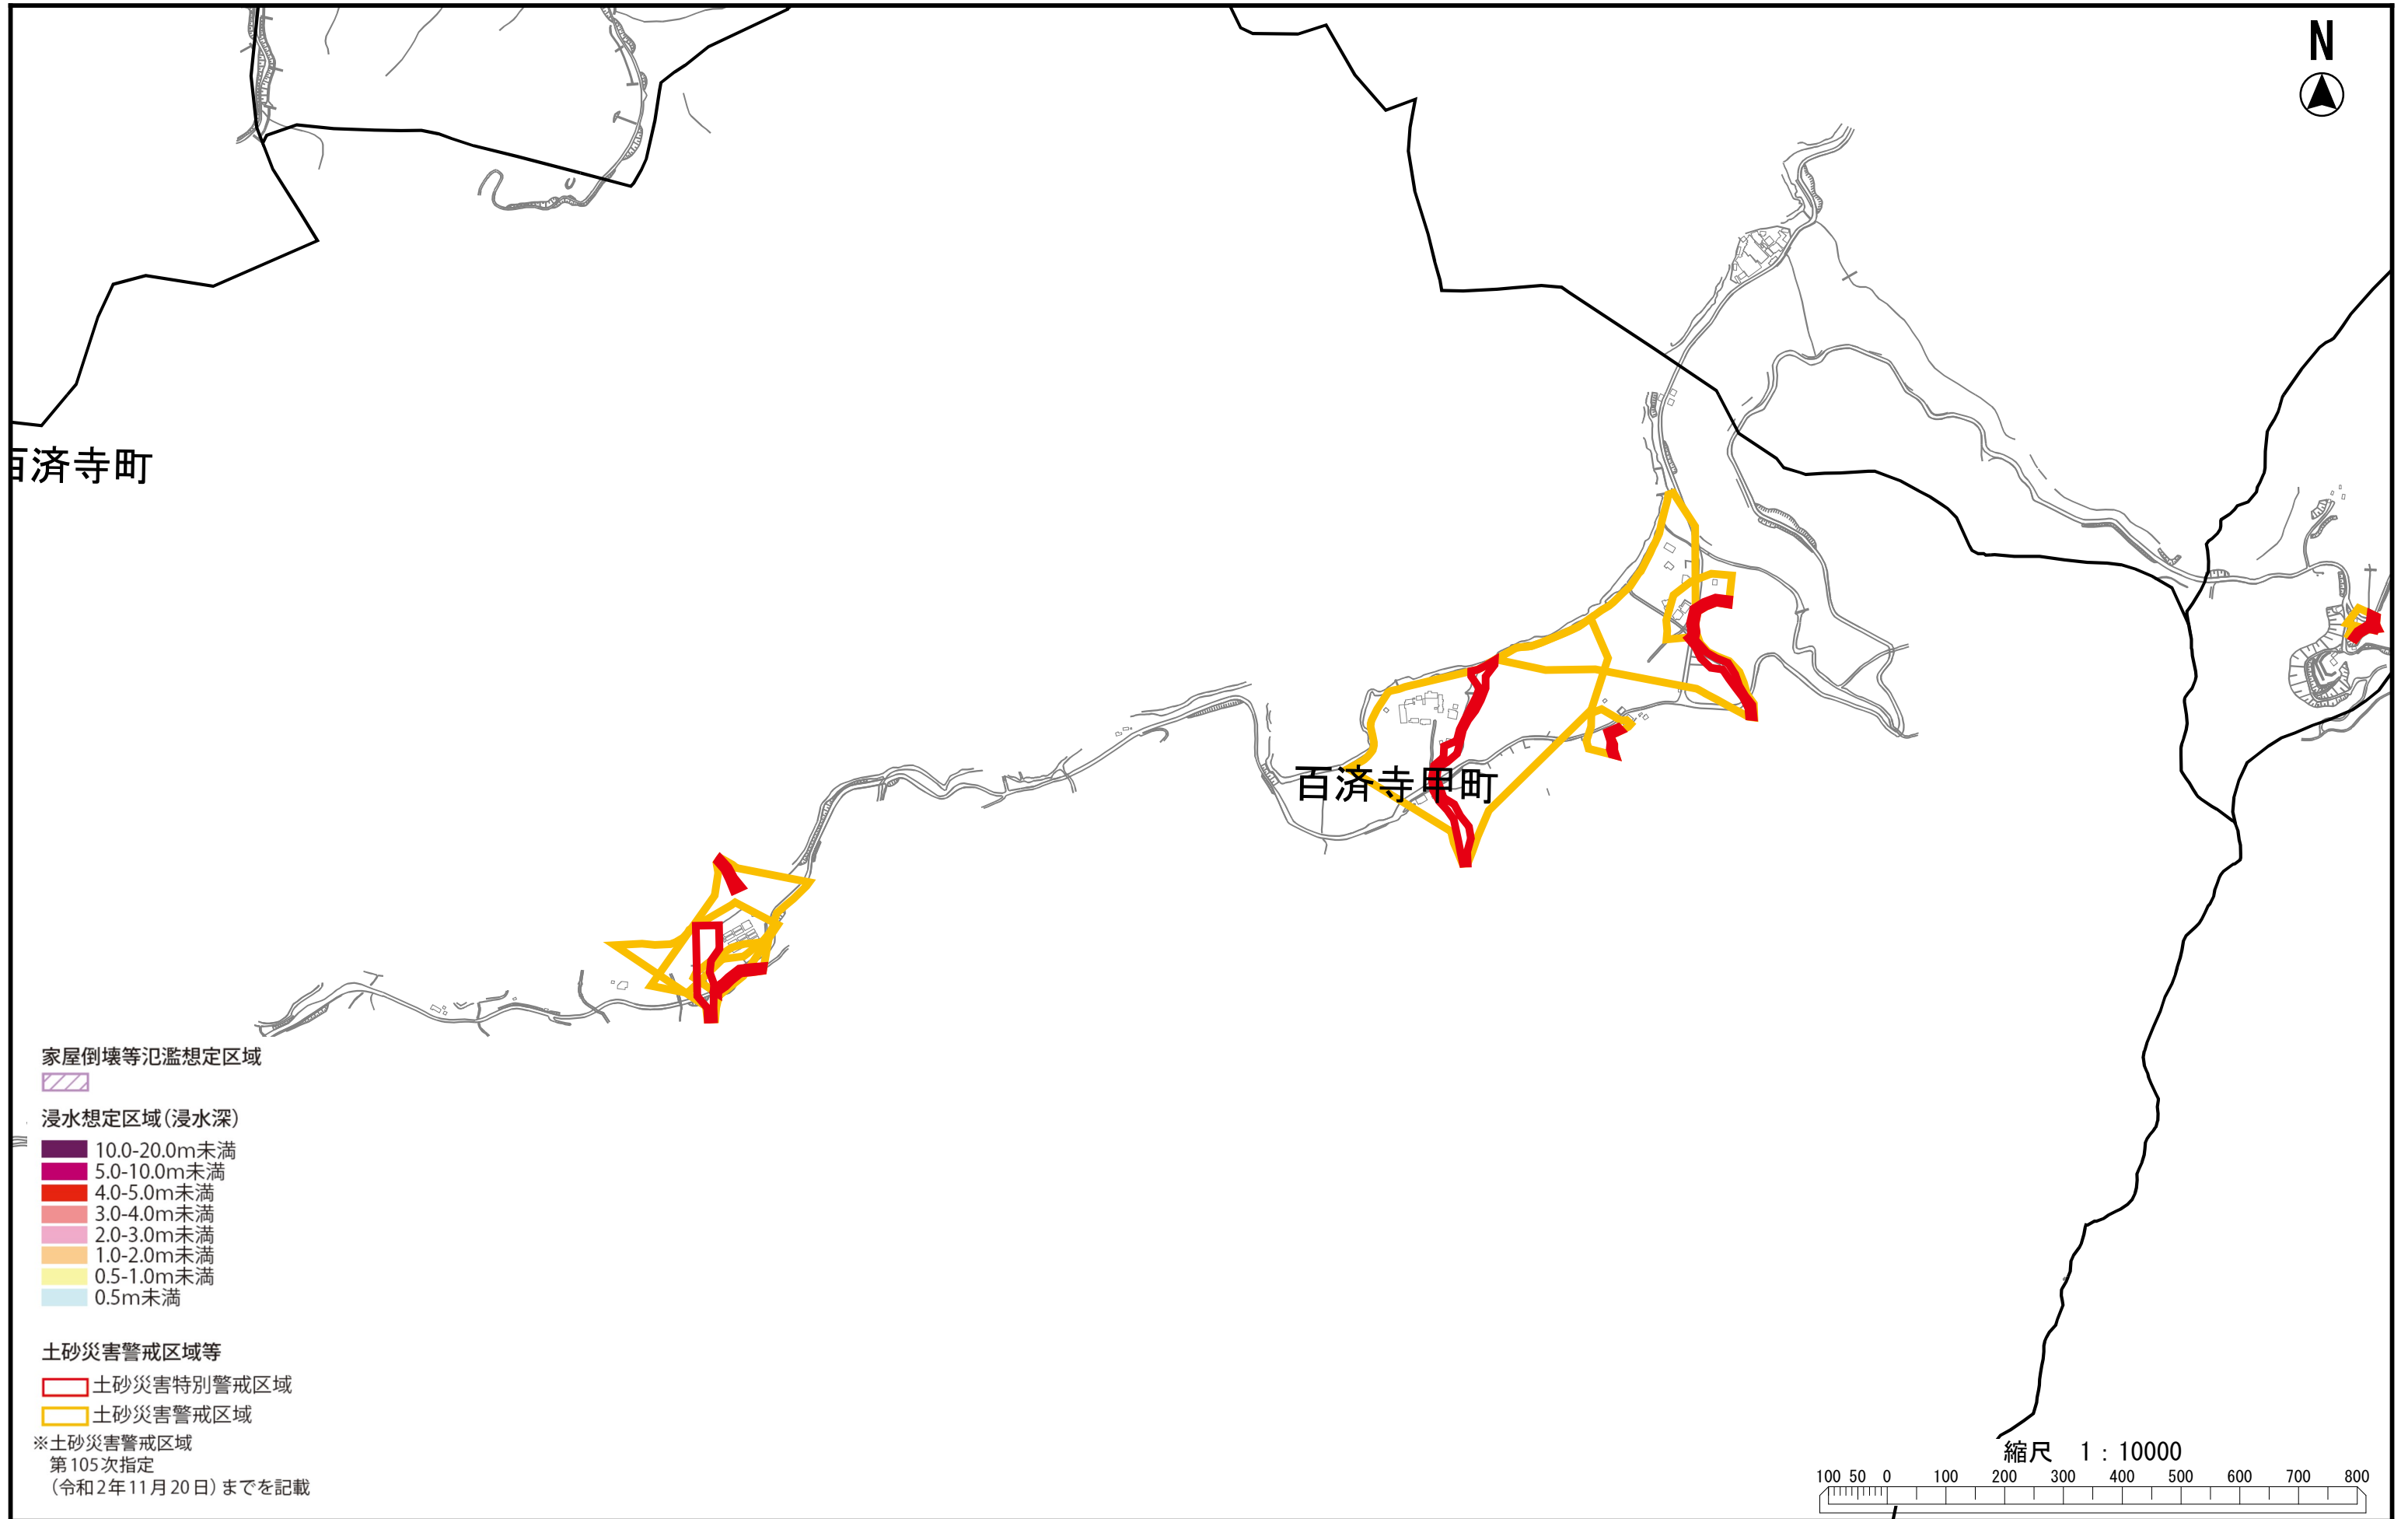 N
百済寺町
百済寺甲町
家屋倒壊等氾濫想定区域
浸水想定区域(浸水深)
10.0-20.0m未満
5.0-10.0m未満
4.0-5.0m未満
3.0-4.0m未満
2.0-3.0m未満
1.0-2.0m未満
0.5-1.0m未満
0.5m未満
土砂災害警戒区域等
土砂災害特別警戒区域
土砂災害警戒区域
※土砂災害警戒区域
第105次指定
(令和2年11月20日)までを記載
縮尺 1:10000
100 50 0 100 200 300 400 500 600 700 800